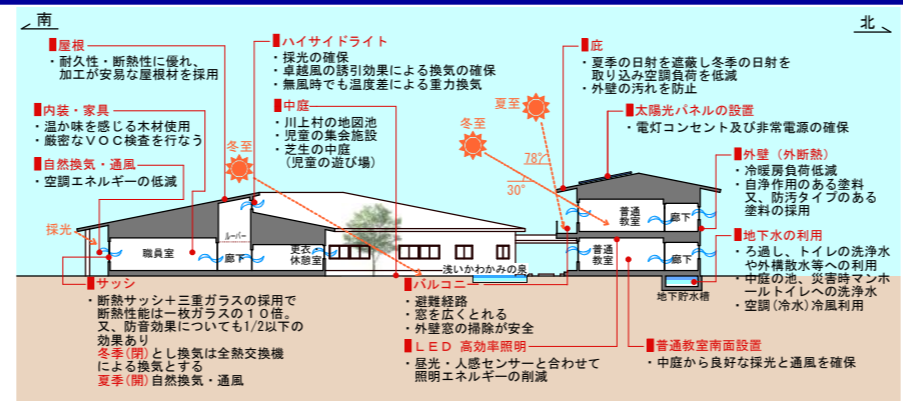 南
北
■屋根
・耐久性・断熱性に優れ、
加工が安易な屋根材を採用
■ハイサイドライト
・採光の確保
・卓越風の誘引効果による換気の確保
・無風時でも温度差による重力換気
■庇
・夏季の日射を遮蔽し冬季の日射を
取り込み空調負荷を低減
・外壁の汚れを防止
■内装・家具
・温か味を感じる木材使用
・厳密なVOC検査を行なう
■中庭
・川上村の地図池
・児童の集会施設
・芝生の中庭
(児童の遊び場)
夏至
冬至
78°
30°
■太陽光パネルの設置
・電灯コンセント及び非常電源の確保
■自然換気・通風
・空調エネルギーの低減
冬至
■外壁(外断熱)
・冷暖房負荷低減
・自浄作用のある塗料
又、防汚タイプのある
塗料の採用
採光
職員室
ルーバー
廊下
更衣
休憩室
浅いかわかみの泉
普通
教室
廊下
普通
教室
廊下
地下貯水槽
■地下水の利用
・ろ過し、トイレの洗浄水
や外構散水等への利用
・中庭の池、災害時マンホ
ールトイレへの洗浄水
・空調(冷水)冷風利用
■サッシ
・断熱サッシ+三重ガラスの採用で
断熱性能は一枚ガラスの10倍。
又、防音効果についても1/2以下の
効果あり
冬季(閉)とし換気は全熱交換機
による換気とする
夏季(開)自然換気・通風
■バルコニー
・避難経路
・窓を広くとれる
・外壁窓の掃除が安全
■LED 高効率照明
・昼光・人感センサーと合わせて
照明エネルギーの削減
■普通教室南面設置
・中庭から良好な採光と通風を確保